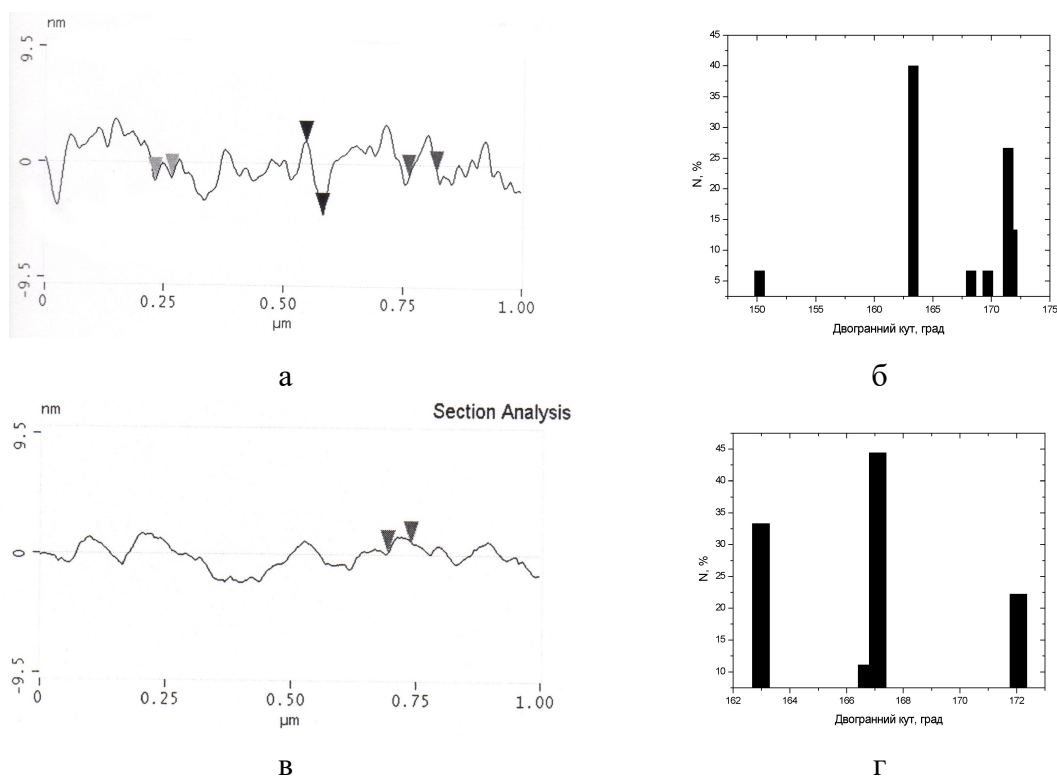 nm
9.5
0
-9.5
0 0.25 0.50 0.75 1.00
µm
а
45
40
35
30
25
20
15
10
5
N, %
150 155 160 165 170 175
Двогранний кут, град
б
nm
Section Analysis
9.5
0
-9.5
0 0.25 0.50 0.75 1.00
µm
в
45
40
35
30
25
20
15
10
N, %
162 164 166 168 170 172
Двогранний кут, град
г